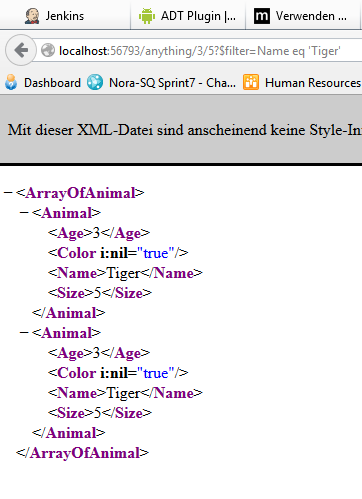 Jenkins
ADT Plugin |...
Verwenden ...
localhost:56793/anything/3/5?$filter=Name eq 'Tiger'
Dashboard
Nora-SQ Sprint7 - Cha...
Human Resources
Mit dieser XML-Datei sind anscheinend keine Style-In
−<ArrayOfAnimal>
−<Animal>
<Age>3</Age>
<Color i:nil="true"/>
<Name>Tiger</Name>
<Size>5</Size>
</Animal>
−<Animal>
<Age>3</Age>
<Color i:nil="true"/>
<Name>Tiger</Name>
<Size>5</Size>
</Animal>
</ArrayOfAnimal>